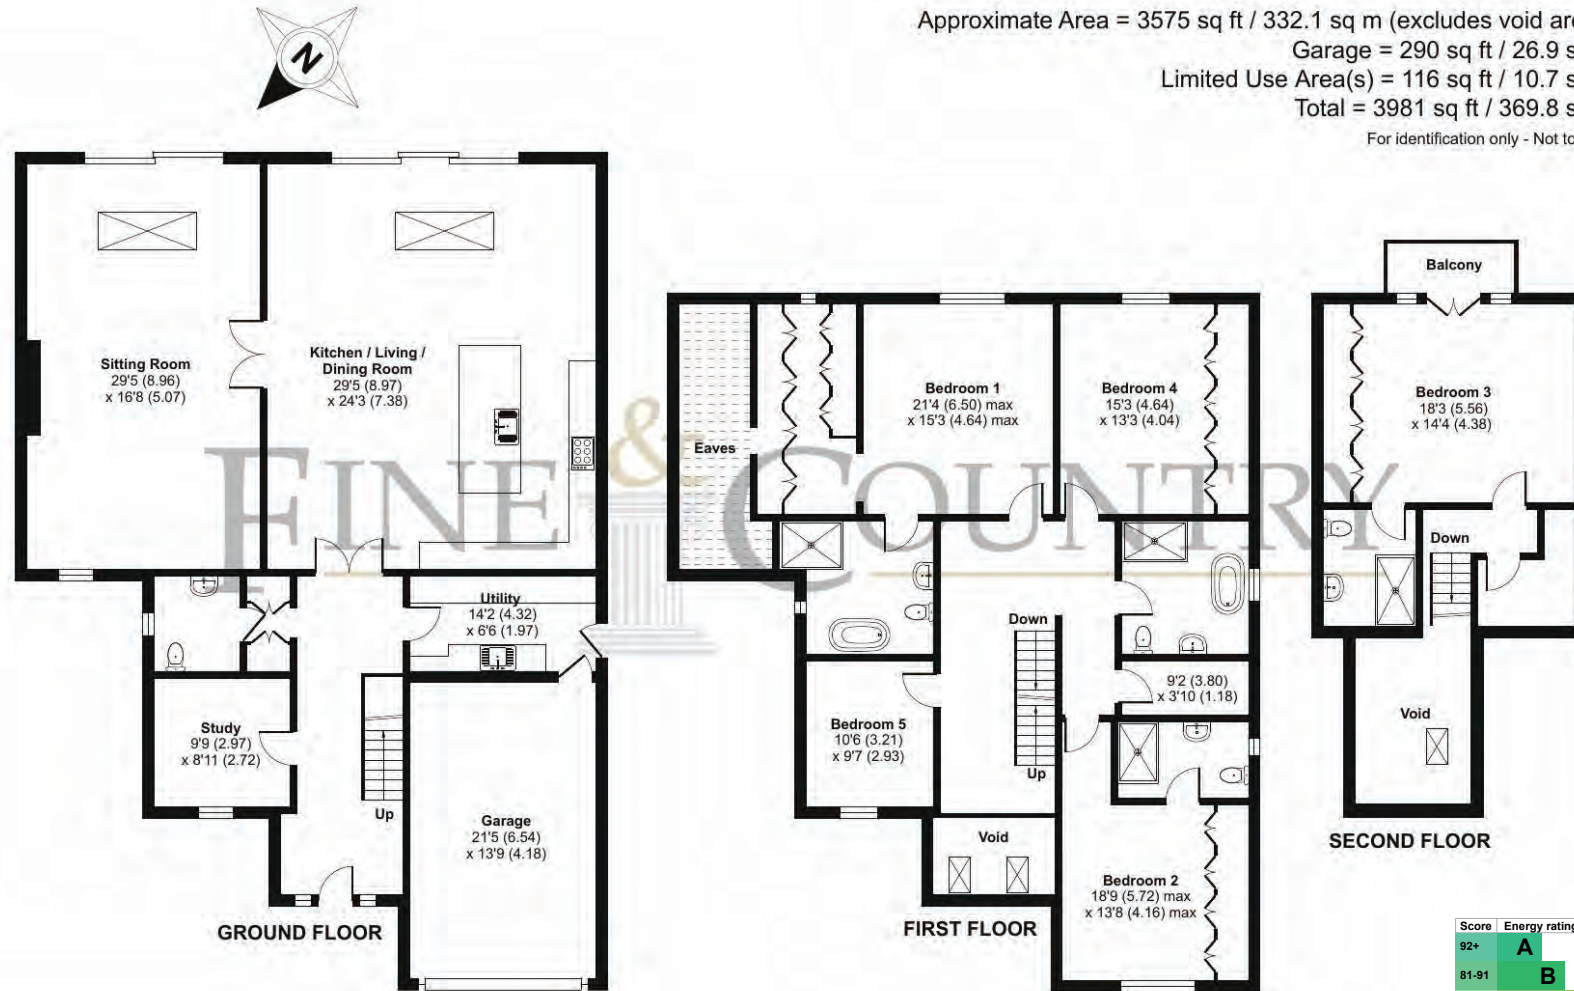 Approximate Area = 3575 sq ft / 332.1 sq m (excludes void
Garage = 290 sq ft / 26.9
Limited Use Area(s) = 116 sq ft / 10.7
Total = 3981 sq ft / 369.8
For identification only - Not
N
Sitting Room
29'5 (8.96)
x 16'8 (5.07)
Kitchen / Living /
Dining Room
29'5 (8.97)
x 24'3 (7.38)
Utility
14'2 (4.32)
x 6'6 (1.97)
Study
9'9 (2.97)
x 8'11 (2.72)
Up
Garage
21'5 (6.54)
x 13'9 (4.18)
GROUND FLOOR
FINE & COUNTRY
Eaves
Bedroom 1
21'4 (6.50) max
x 15'3 (4.64) max
Bedroom 4
15'3 (4.64)
x 13'3 (4.04)
Down
9'2 (3.80)
x 3'10 (1.18)
Bedroom 5
10'6 (3.21)
x 9'7 (2.93)
Up
Void
Bedroom 2
18'9 (5.72) max
x 13'8 (4.16) max
FIRST FLOOR
Balcony
Bedroom 3
18'3 (5.56)
x 14'4 (4.38)
Down
Void
SECOND FLOOR
Score Energy rating
92+ A
81-91 B